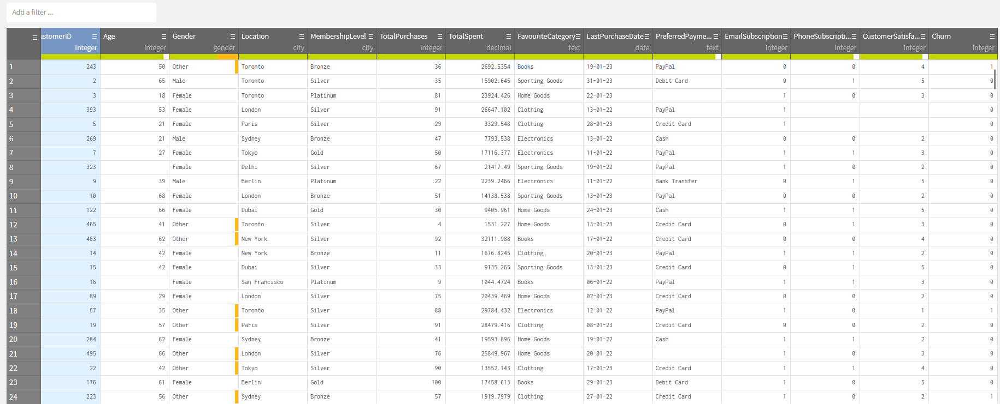 Add a filter ...
ustomerID Age Gender Location MembershipLevel TotalPurchases TotalSpent FavouriteCategory LastPurchaseDate PreferredPayme... EmailSubscription PhoneSubscripti... CustomerSatisfa... Churn
integer integer gender city city integer decimal text date text integer integer integer integer
1 243 50 Other Toronto Bronze 36 2692.5354 Books 19-01-23 PayPal 0 0 4 1
2 2 65 Male Toronto Silver 35 15902.645 Sporting Goods 31-01-23 Debit Card 0 1 5 0
3 3 18 Female Toronto Platinum 81 23924.426 Home Goods 22-01-23 1 0 3 0
4 393 53 Female London Silver 91 26647.102 Clothing 13-01-22 PayPal 1 0
5 5 21 Female Paris Silver 29 3329.548 Clothing 28-01-23 Credit Card 1 0
6 269 21 Male Sydney Bronze 47 7793.538 Electronics 13-01-22 Cash 0 0 2 0
7 7 27 Female Tokyo Gold 50 17116.377 Electronics 11-01-22 PayPal 1 1 3 0
8 323 Female Delhi Silver 67 21417.49 Sporting Goods 19-01-22 PayPal 1 0 2 0
9 9 39 Male Berlin Platinum 22 2239.2466 Electronics 11-01-22 Bank Transfer 0 1 5 0
10 10 68 Female London Bronze 51 14138.538 Sporting Goods 13-01-23 PayPal 0 0 2 0
11 122 66 Female Dubai Gold 30 9405.961 Home Goods 24-01-23 Cash 1 1 5 0
12 465 41 Other Toronto Silver 4 1531.227 Home Goods 13-01-23 Credit Card 0 1 3 0
13 463 62 Other New York Silver 92 32111.988 Books 17-01-22 Credit Card 0 0 4 0
14 14 42 Female New York Bronze 11 1676.8245 Clothing 20-01-23 PayPal 1 1 2 0
15 15 42 Female Dubai Silver 33 9135.265 Sporting Goods 13-01-23 Credit Card 0 1 5 0
16 16 Female San Francisco Platinum 9 1044.4724 Books 06-01-22 PayPal 1 1 3 0
17 89 29 Female London Silver 75 20439.469 Home Goods 02-01-23 Credit Card 0 0 2 0
18 67 35 Other Toronto Silver 88 29784.432 Electronics 12-01-22 PayPal 1 0 1 1
19 19 57 Other Paris Silver 91 28479.416 Clothing 08-01-23 Credit Card 0 0 2 0
20 284 62 Female Sydney Bronze 41 19593.896 Home Goods 19-01-22 Cash 1 1 2 0
21 495 66 Other London Silver 76 25849.967 Home Goods 20-01-22 1 0 3 0
22 22 42 Other Tokyo Silver 90 13552.143 Clothing 17-01-23 Credit Card 1 1 4 0
23 176 61 Female Berlin Gold 100 17458.613 Books 29-01-23 Debit Card 1 0 5 0
24 223 56 Other Sydney Bronze 57 1919.7979 Clothing 27-01-22 Credit Card 1 0 2 1